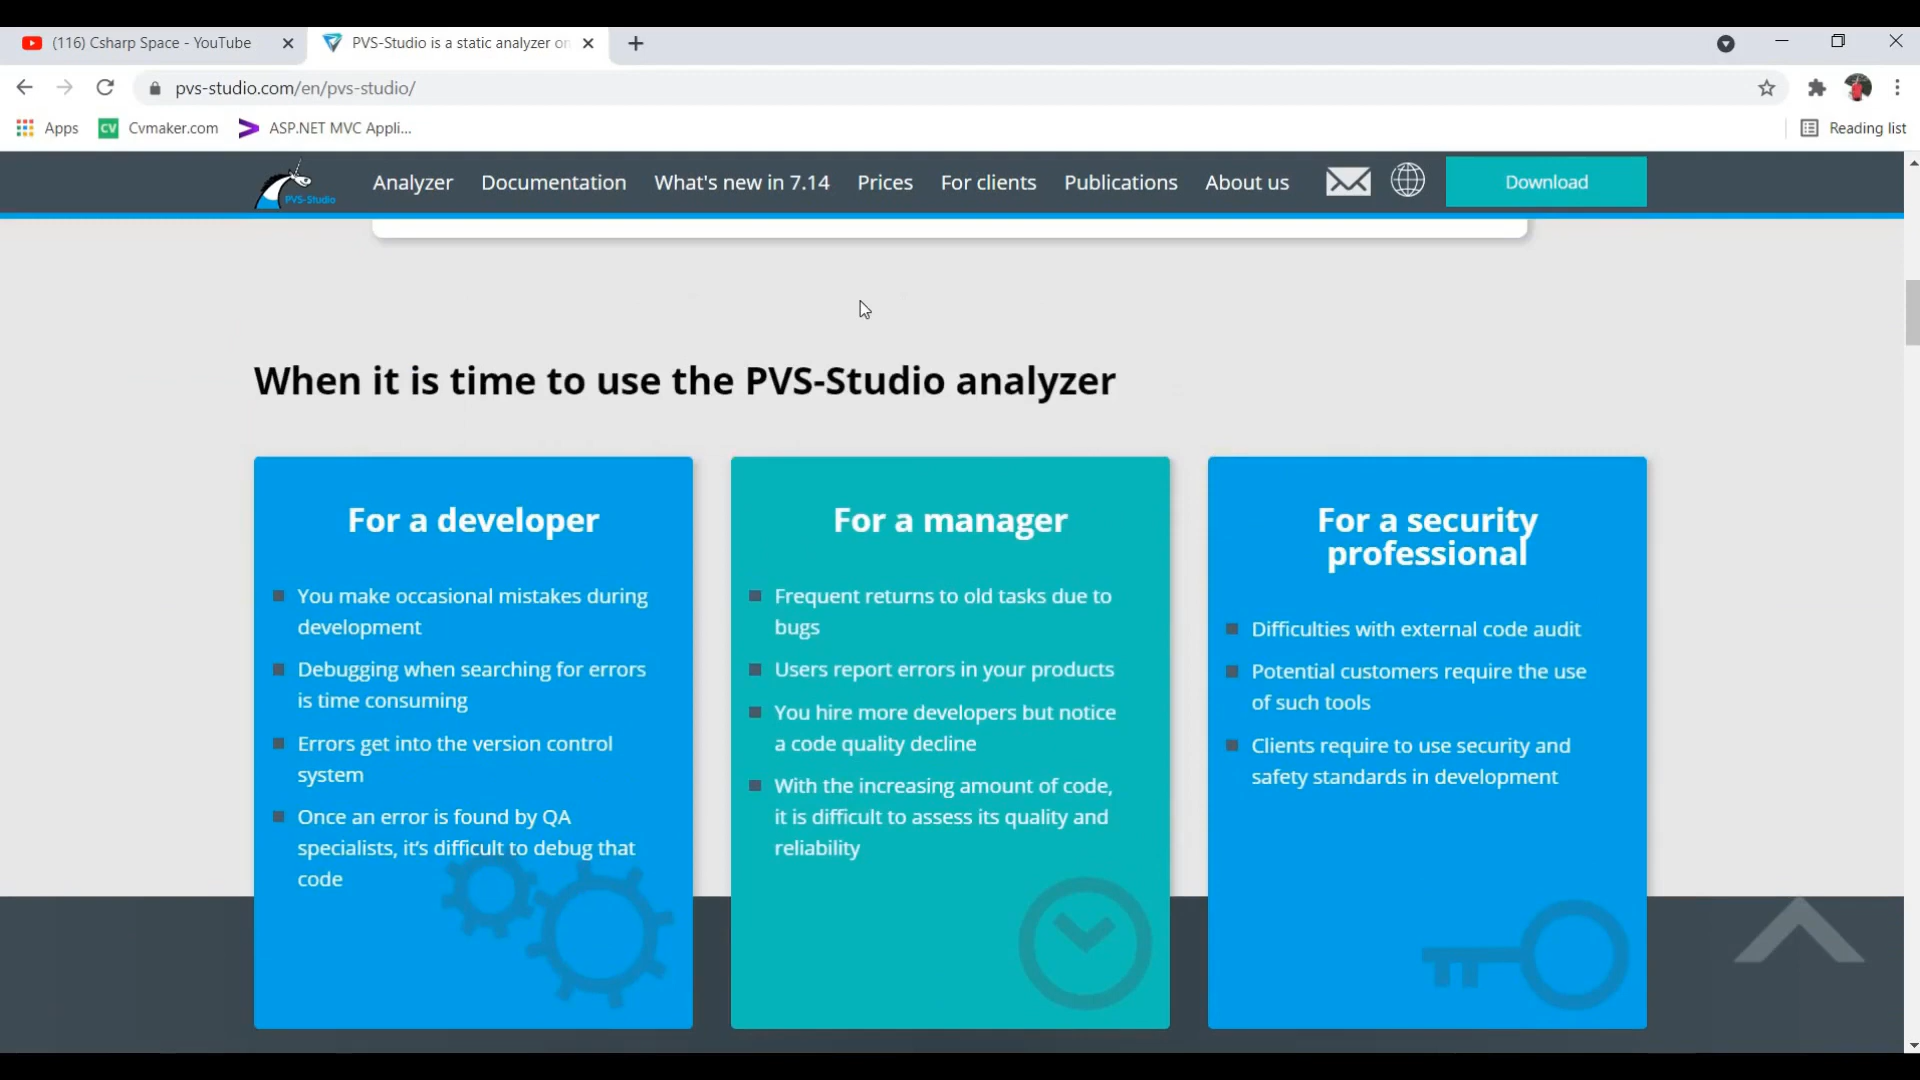 (116) Csharp Space - YouTube
PVS-Studio is a static analyzer on
pvs-studio.com/en/pvs-studio/
Apps
CV Cvmaker.com
ASP.NET MVC Appli...
Reading list
PVS-Studio
Analyzer
Documentation
What's new in 7.14
Prices
For clients
Publications
About us
Download
When it is time to use the PVS-Studio analyzer
For a developer
You make occasional mistakes during
development
Debugging when searching for errors
is time consuming
Errors get into the version control
system
Once an error is found by QA
specialists, it's difficult to debug that
code
For a manager
Frequent returns to old tasks due to
bugs
Users report errors in your products
You hire more developers but notice
a code quality decline
With the increasing amount of code,
it is difficult to assess its quality and
reliability
For a security
professional
Difficulties with external code audit
Potential customers require the use
of such tools
Clients require to use security and
safety standards in development